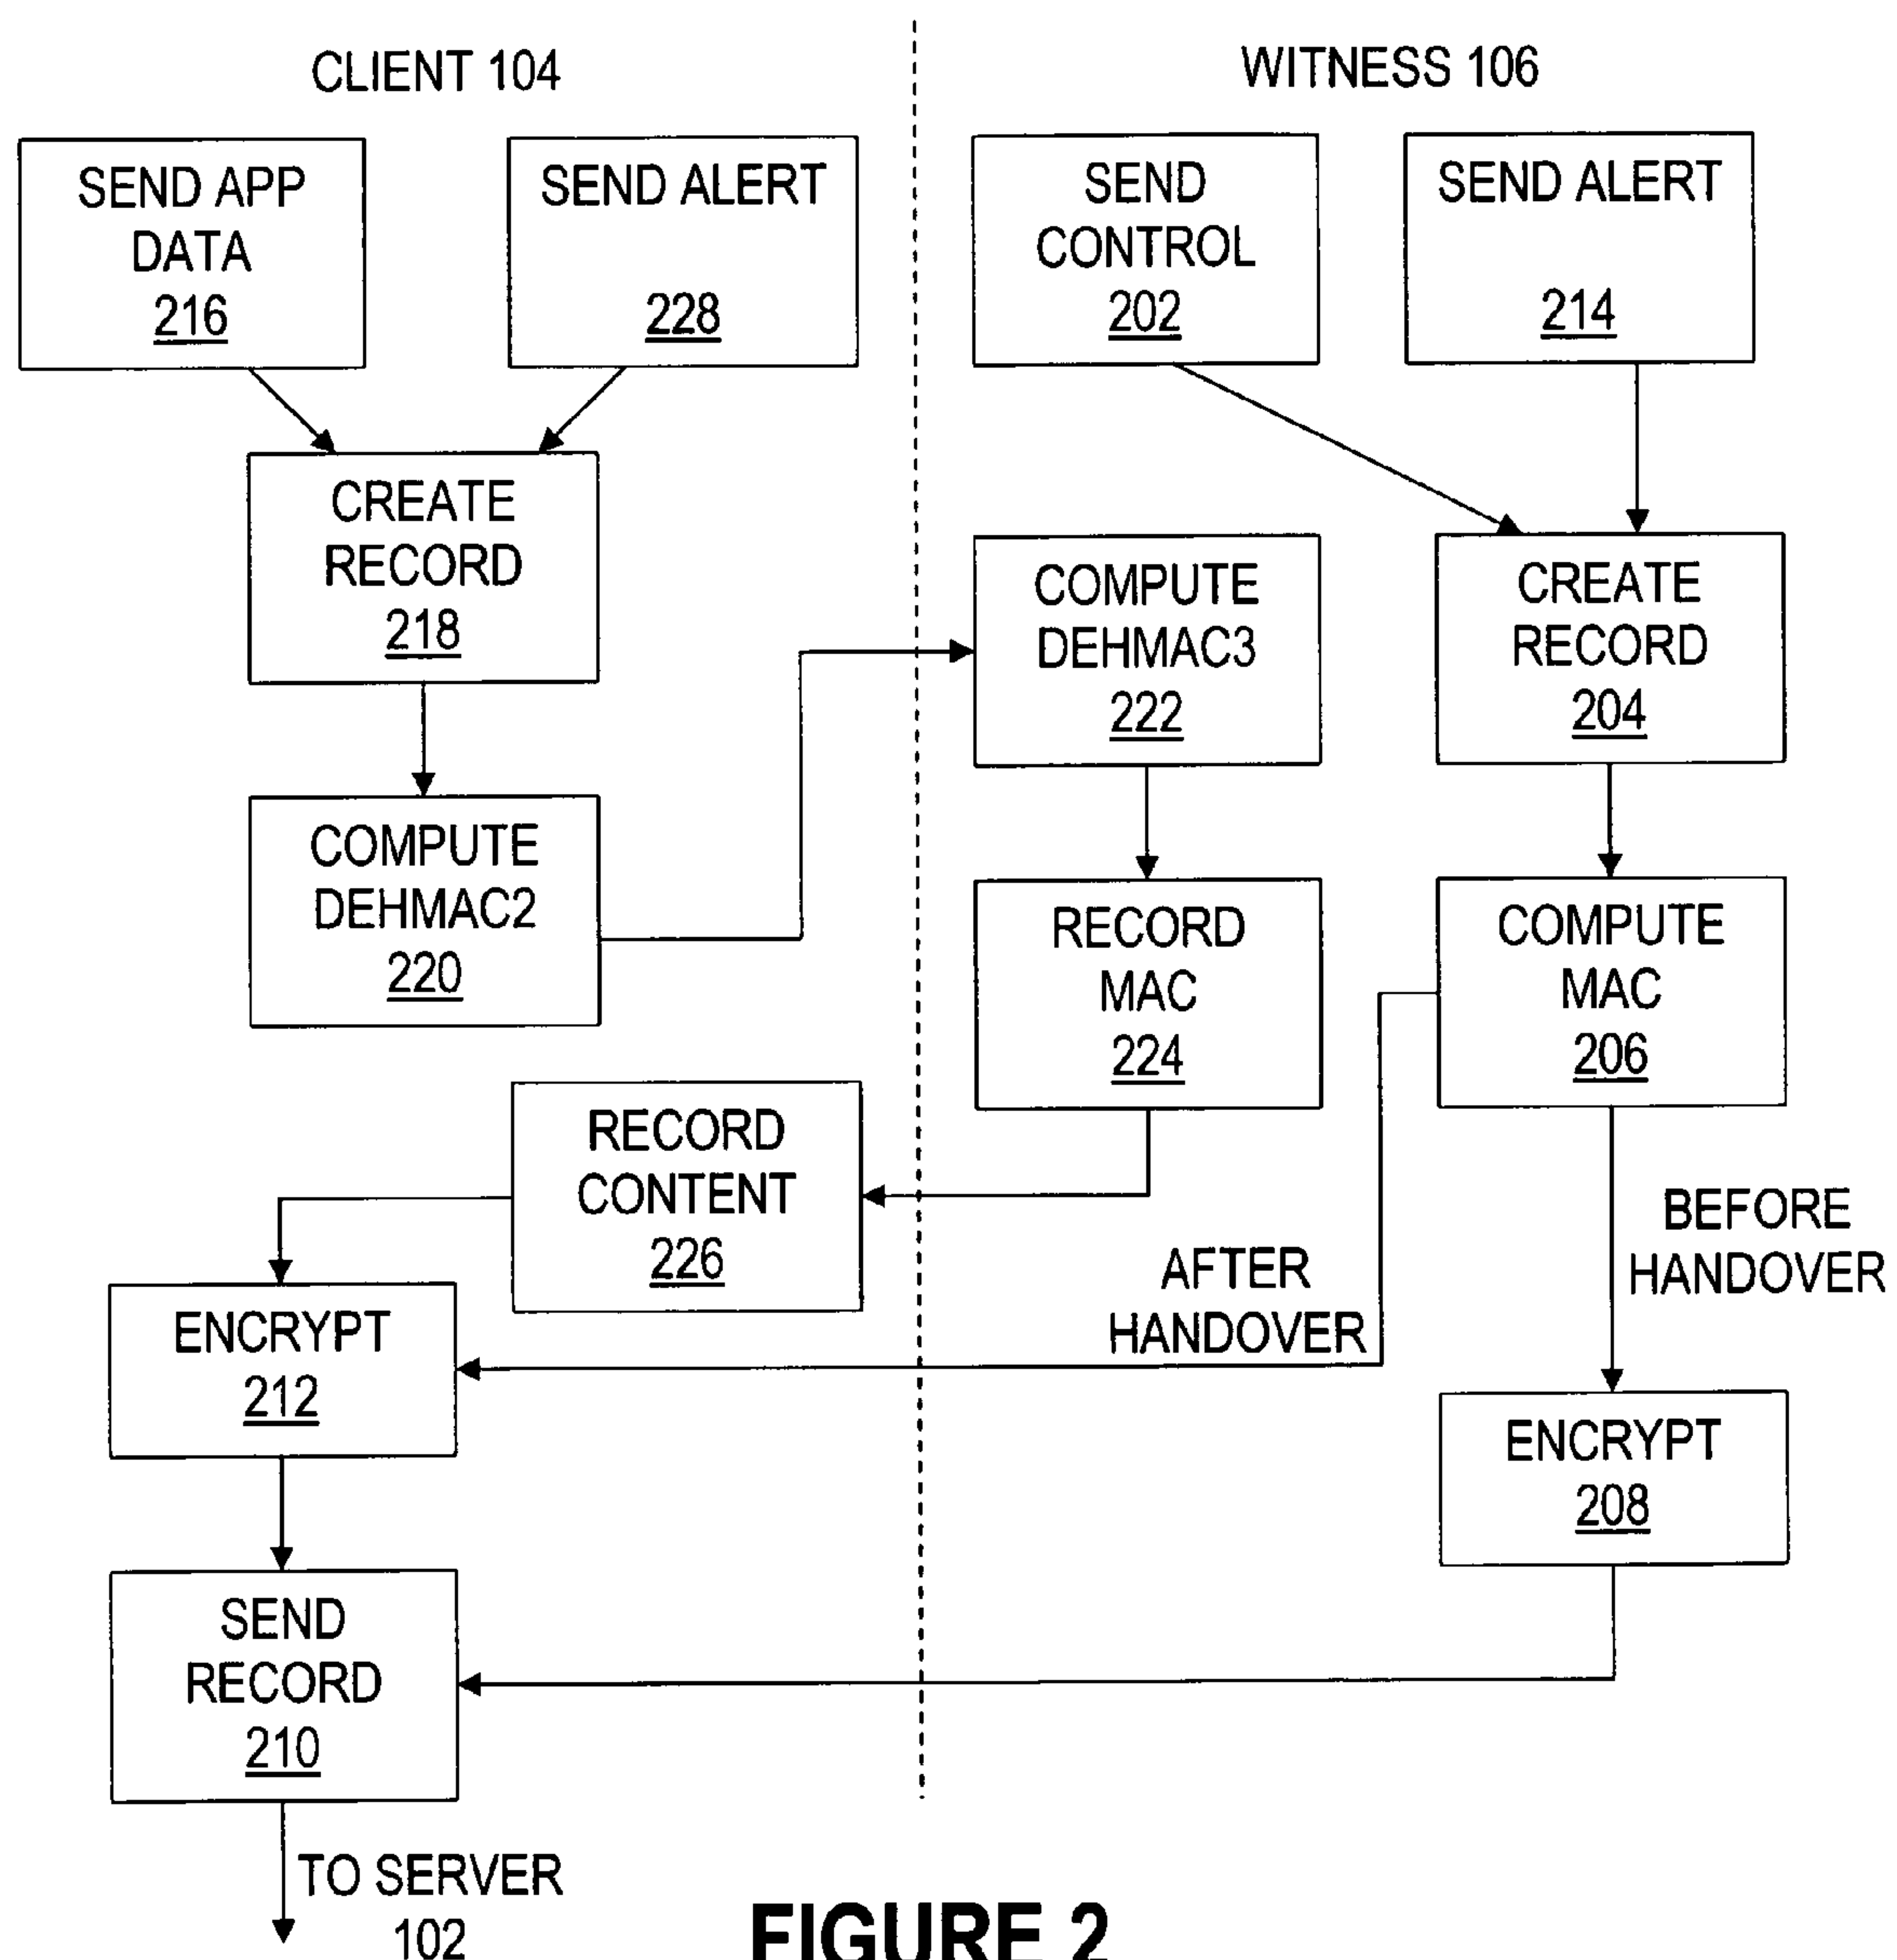 CLIENT 104
WITNESS 106
SEND APP
DATA
216
SEND ALERT
228
SEND
CONTROL
202
SEND ALERT
214
CREATE
RECORD
218
COMPUTE
DEHMAC3
222
CREATE
RECORD
204
COMPUTE
DEHMAC2
220
RECORD
MAC
224
COMPUTE
MAC
206
RECORD
CONTENT
226
BEFORE
HANDOVER
AFTER
HANDOVER
ENCRYPT
212
ENCRYPT
208
SEND
RECORD
210
TO SERVER
102
FIGURE 2